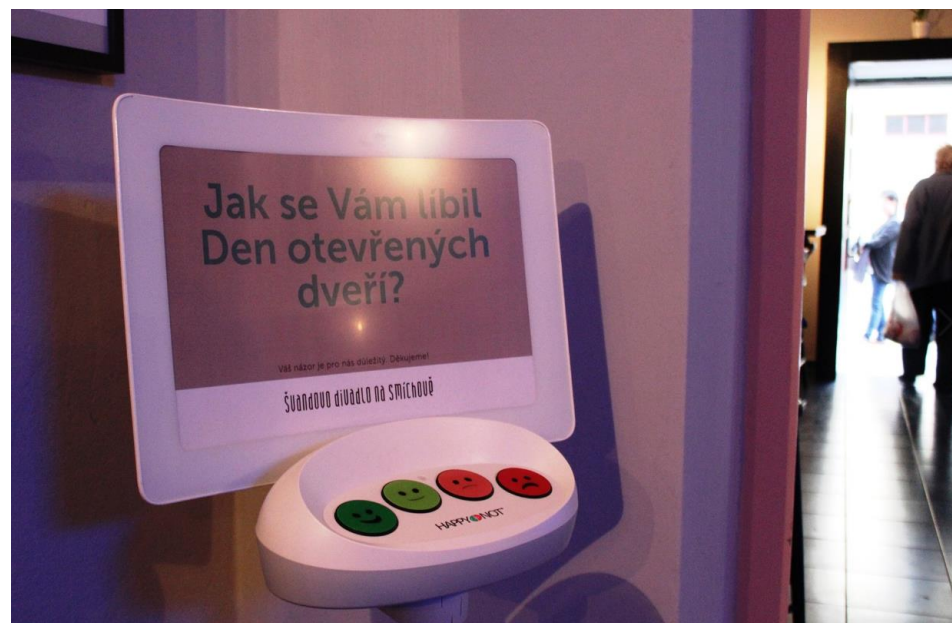 Jak se Vám líbil
Den otevřených
dveří?
Váš názor je pro nás důležitý. Děkujeme!
Švandovo divadlo na Smíchově
HAPPY OR NOT